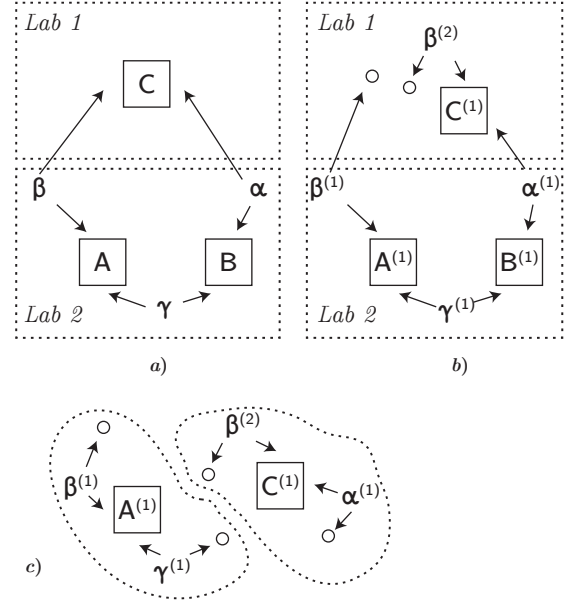 Lab 1
C
β
α
A
B
γ
Lab 2
a)
Lab 1
β(2)
C(1)
β(1)
α(1)
A(1)
B(1)
γ(1)
Lab 2
b)
β(2)
β(1)
C(1)
α(1)
A(1)
γ(1)
c)